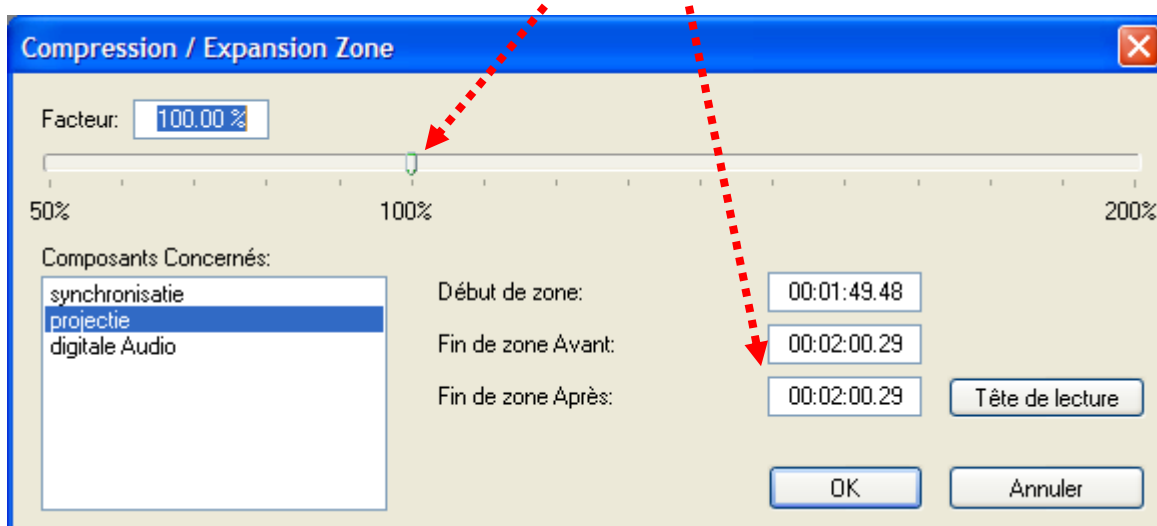 Compression / Expansion Zone
Facteur: 100.00 %
50% 100% 200%
Composants Concernés:
synchronisatie
projectie
digitale Audio
Début de zone: 00:01:49.48
Fin de zone Avant: 00:02:00.29
Fin de zone Après: 00:02:00.29 Tête de lecture
OK Annuler